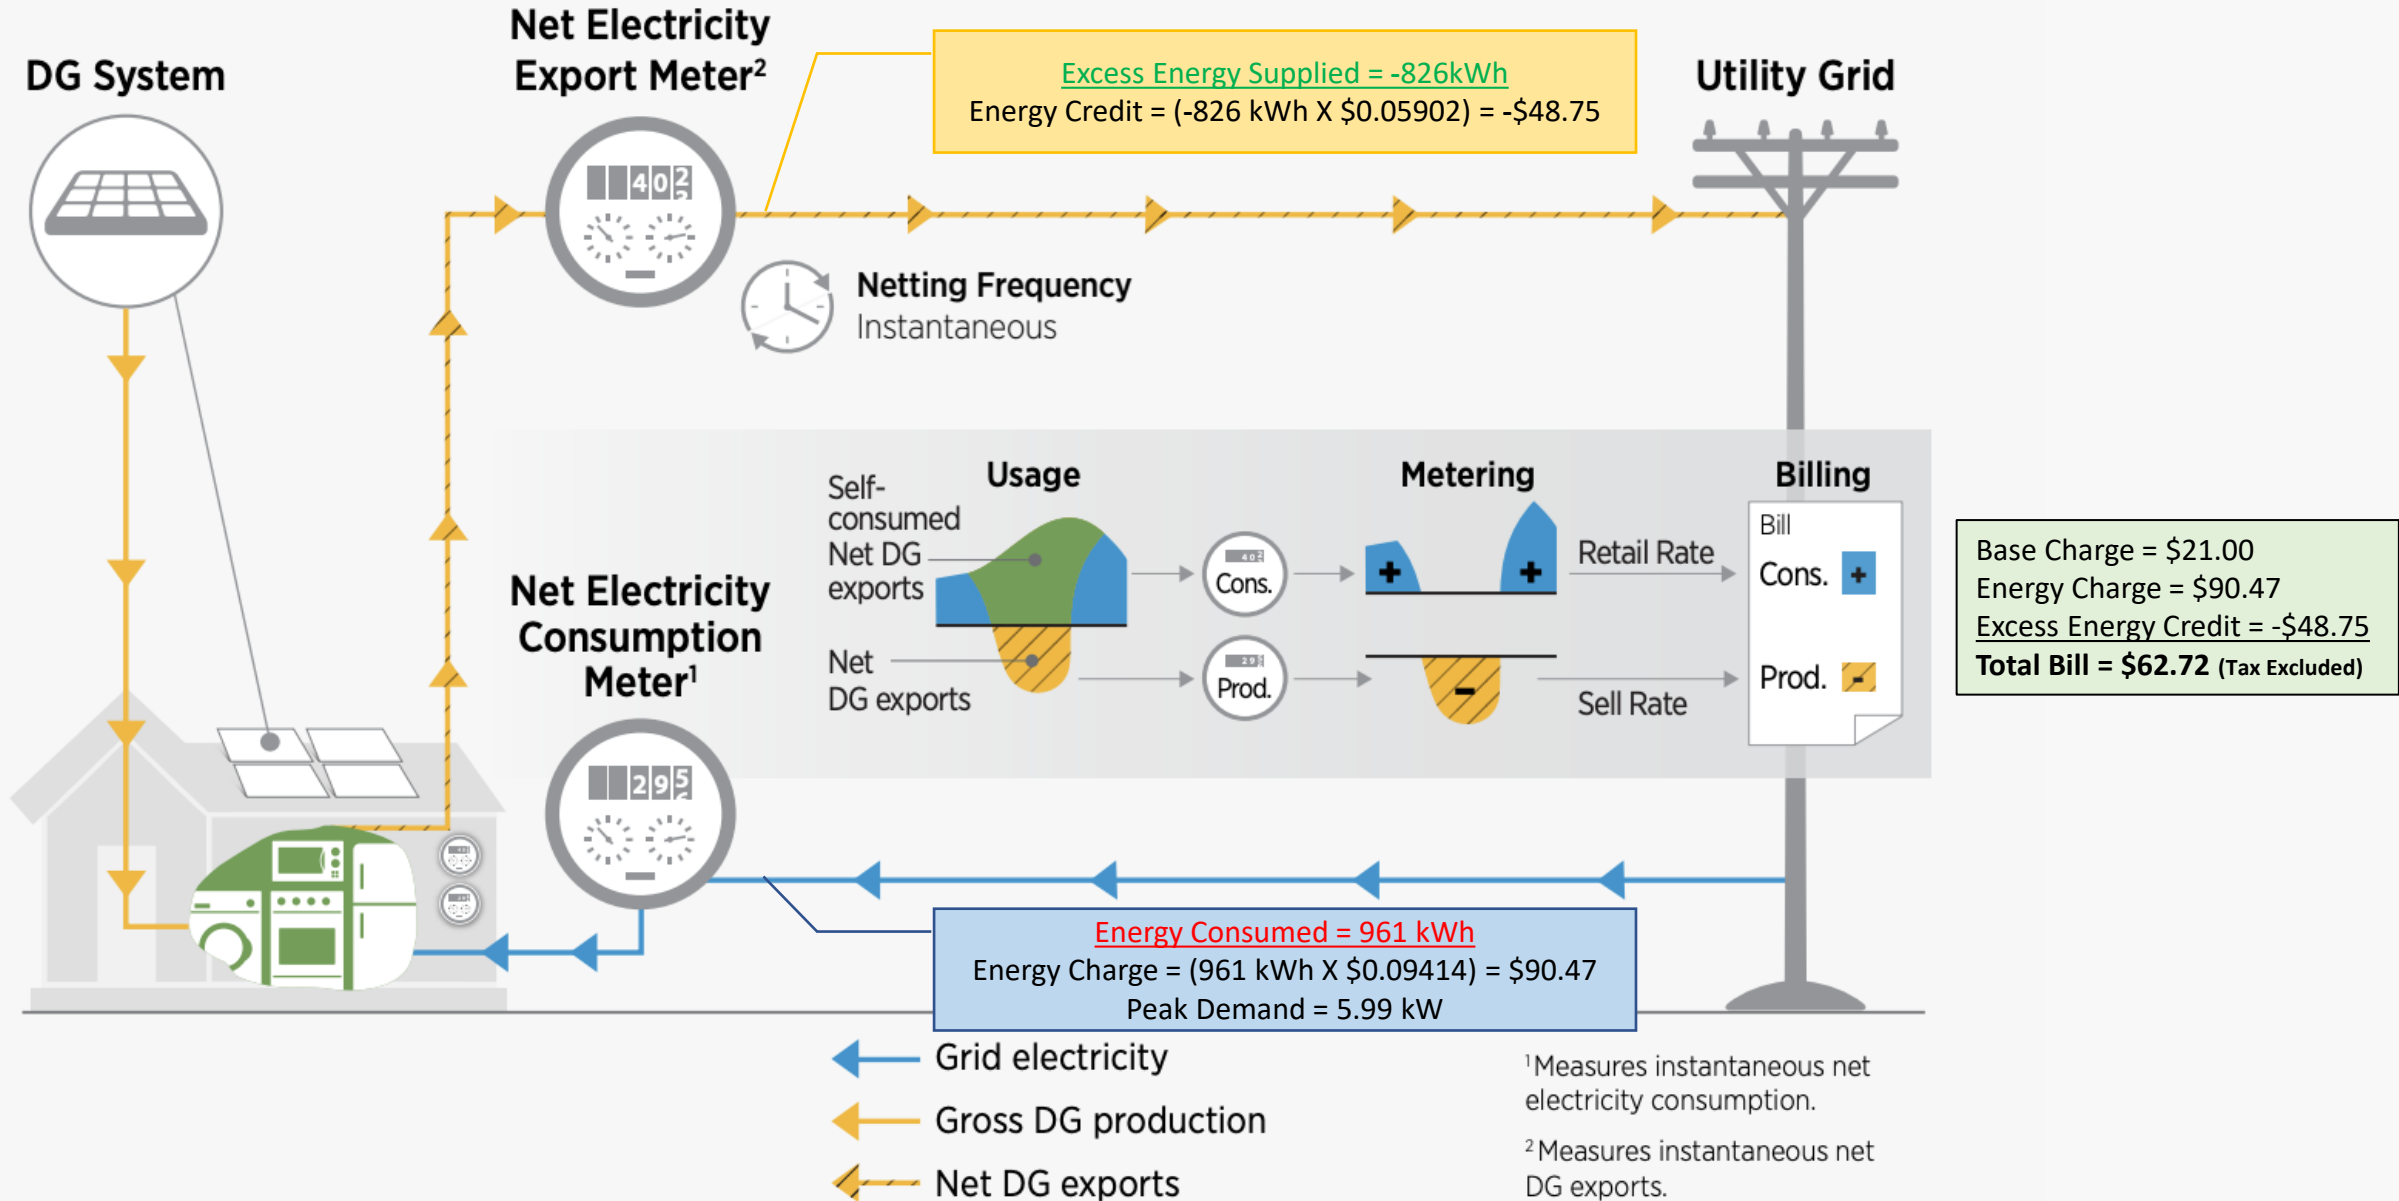 DG System
Net Electricity
Export Meter²
Excess Energy Supplied = -826kWh
Energy Credit = (-826 kWh X $0.05902) = -$48.75
Utility Grid
402
Netting Frequency
Instantaneous
Usage
Metering
Billing
Self-
consumed
Net DG
exports
Net
DG exports
402
Cons.
29
Prod.
+
+
-
Retail Rate
Sell Rate
Bill
Cons. +
Prod. -
Base Charge = $21.00
Energy Charge = $90.47
Excess Energy Credit = -$48.75
Total Bill = $62.72 (Tax Excluded)
Net Electricity
Consumption
Meter¹
295
Energy Consumed = 961 kWh
Energy Charge = (961 kWh X $0.09414) = $90.47
Peak Demand = 5.99 kW
Grid electricity
Gross DG production
Net DG exports
¹Measures instantaneous net
electricity consumption.
²Measures instantaneous net
DG exports.